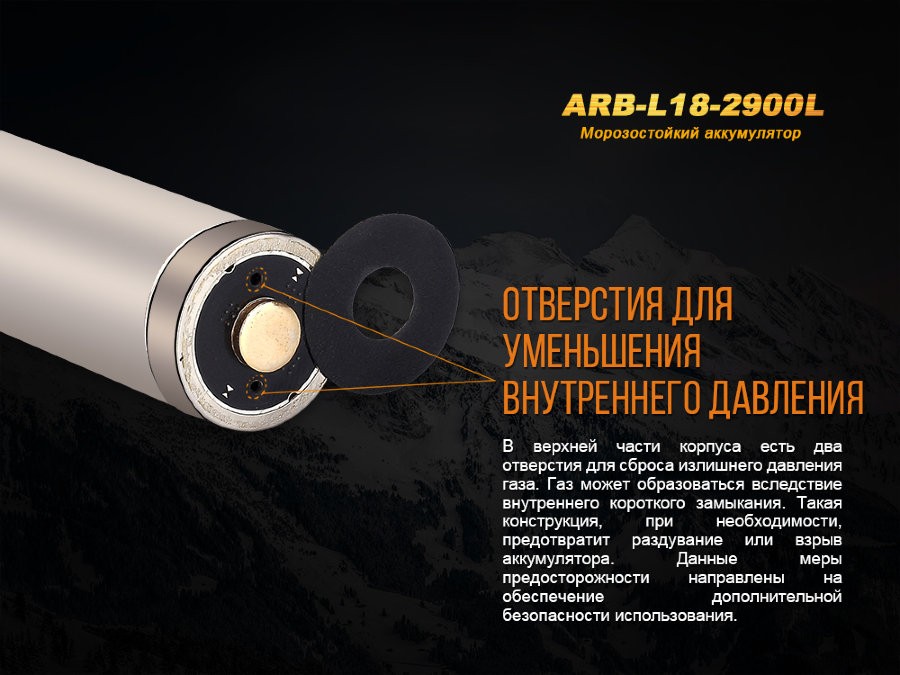 ARB-L18-2900L
Морозостойкий аккумулятор
ОТВЕРСТИЯ ДЛЯ
УМЕНЬШЕНИЯ
ВНУТРЕННЕГО ДАВЛЕНИЯ
В верхней части корпуса есть два
отверстия для сброса излишнего давления
газа. Газ может образоваться вследствие
внутреннего короткого замыкания. Такая
конструкция, при необходимости,
предотвратит раздувание или взрыв
аккумулятора. Данные меры
предосторожности направлены на
обеспечение дополнительной
безопасности использования.